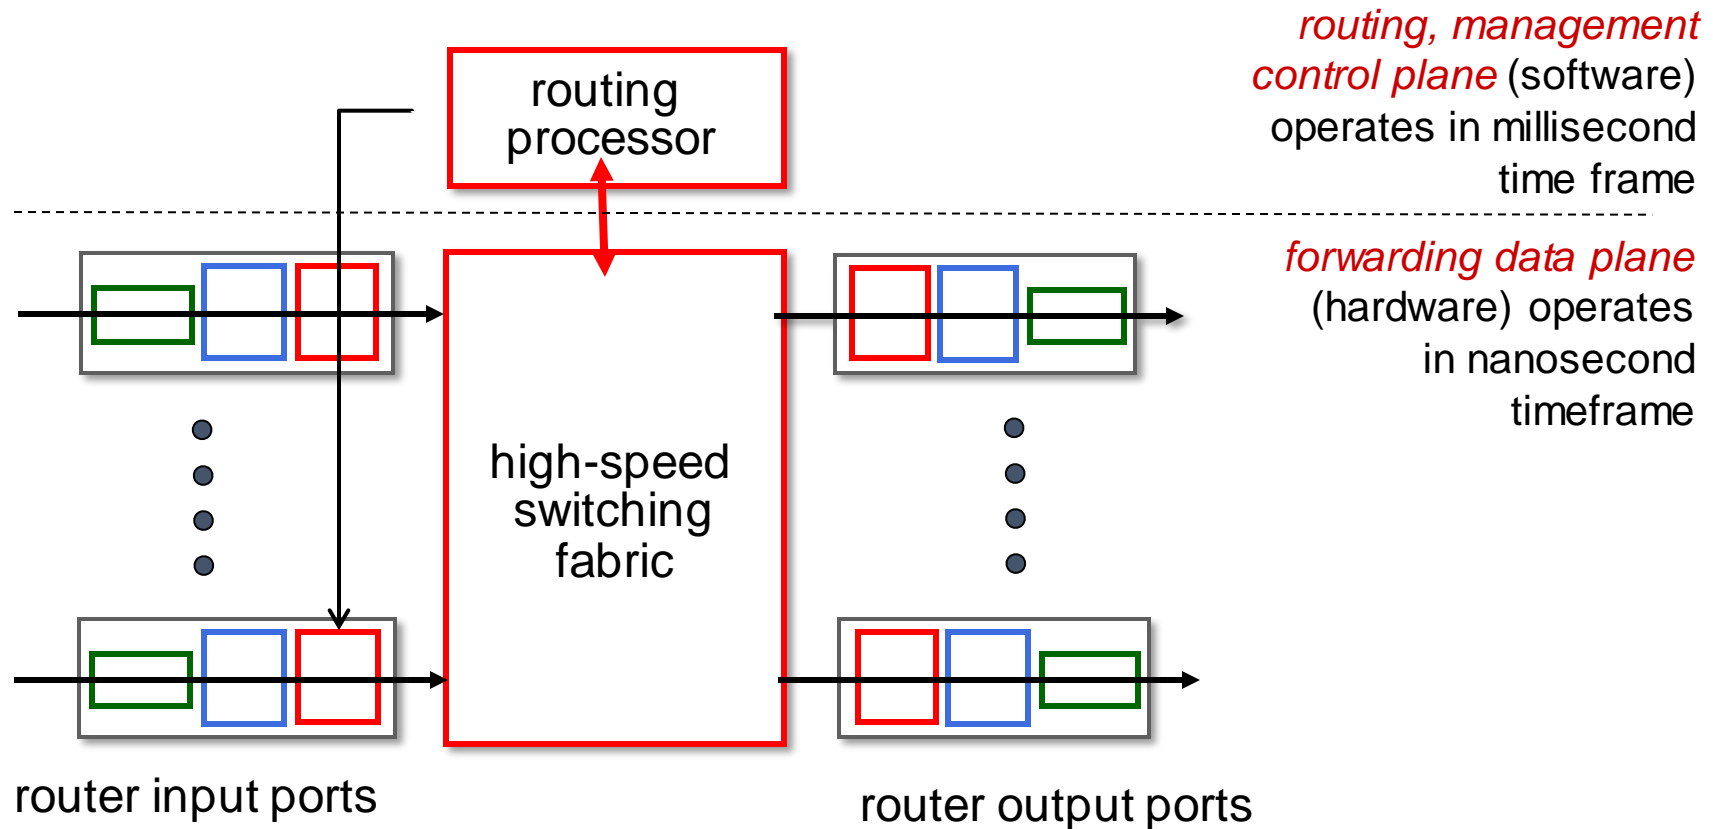 routing, management
control plane (software)
operates in millisecond
time frame
routing
processor
forwarding data plane
(hardware) operates
in nanosecond
timeframe
high-speed
switching
fabric
router input ports
router output ports